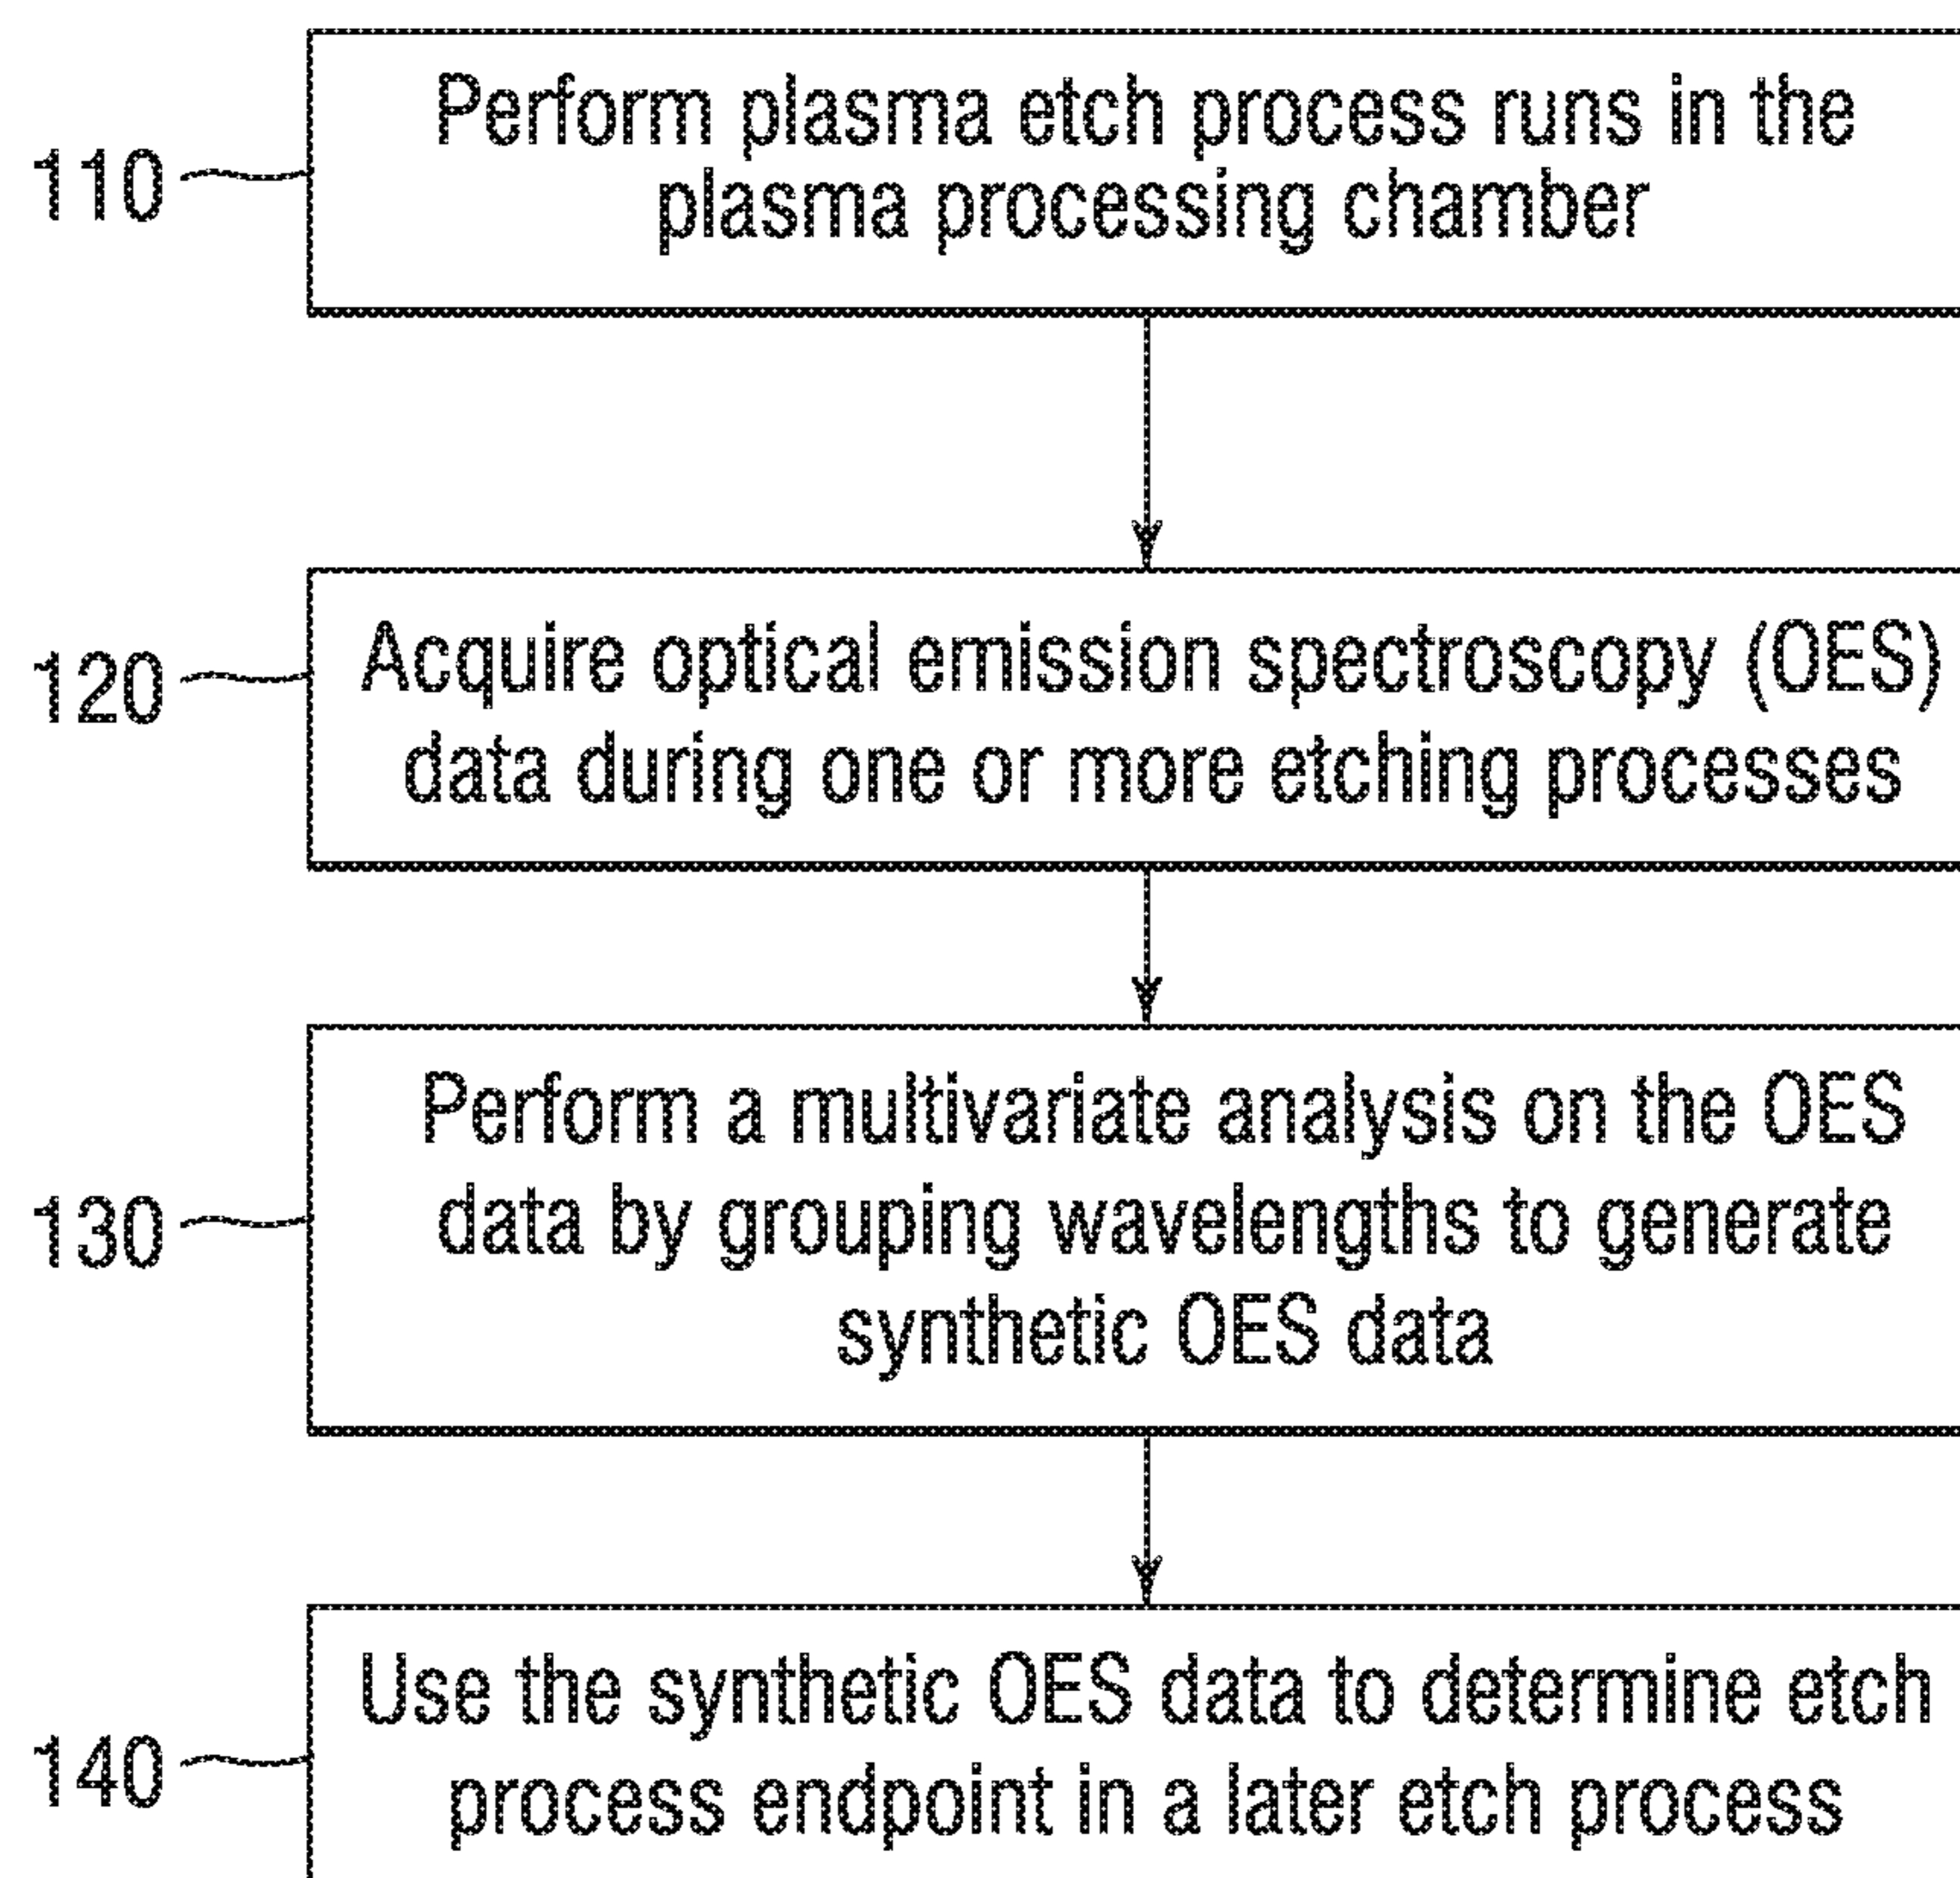 110
Perform plasma etch process runs in the
plasma processing chamber
120
Acquire optical emission spectroscopy (OES)
data during one or more etching processes
130
Perform a multivariate analysis on the OES
data by grouping wavelengths to generate
synthetic OES data
140
Use the synthetic OES data to determine etch
process endpoint in a later etch process